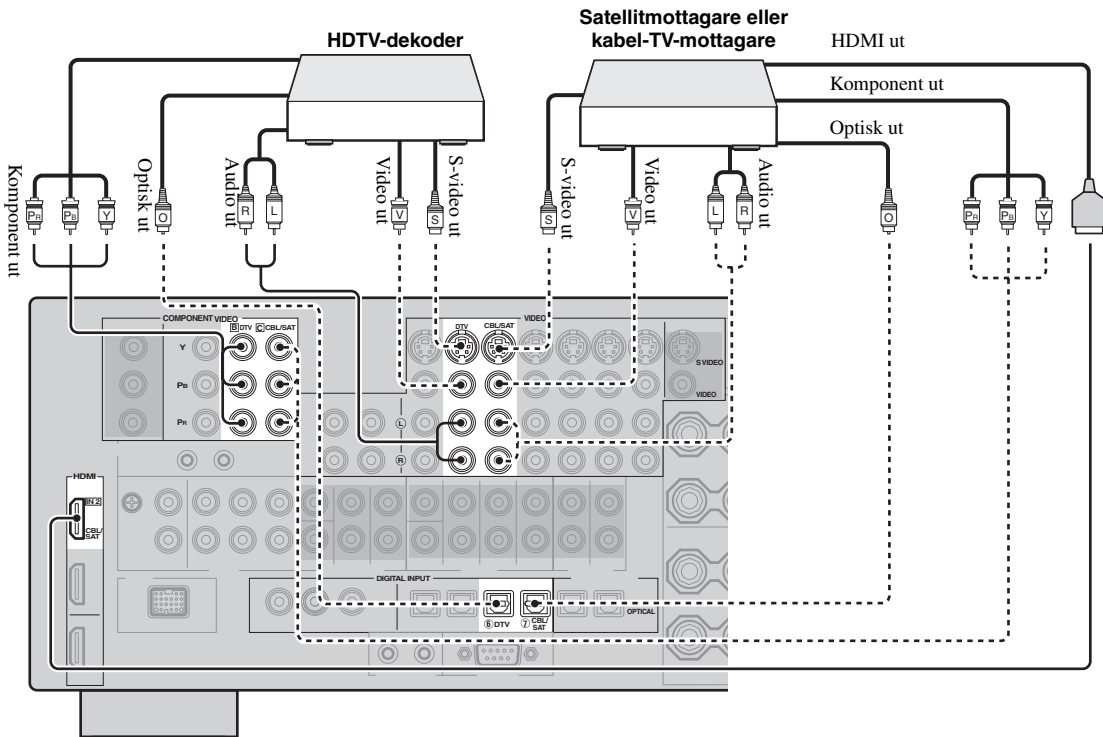 Satellitmottagare eller
kabel-TV-mottagare
HDTV-dekoder
HDMI ut
Komponent ut
Optisk ut
Komponent ut
Optisk ut
Audio ut
Video ut
S-video ut
S-video ut
Video ut
Audio ut
PR PB Y
O
R L
V
S
S
V
L R
O
PR PB Y
COMPONENT VIDEO
B DTV C CBL/SAT
Y
PB
PR
VIDEO
DTV CBL/SAT
S VIDEO
VIDEO
L
R
HDMI
IN 2
CBL/
SAT
DIGITAL INPUT
OPTICAL
⑥ DTV
⑦ CBL/
SAT